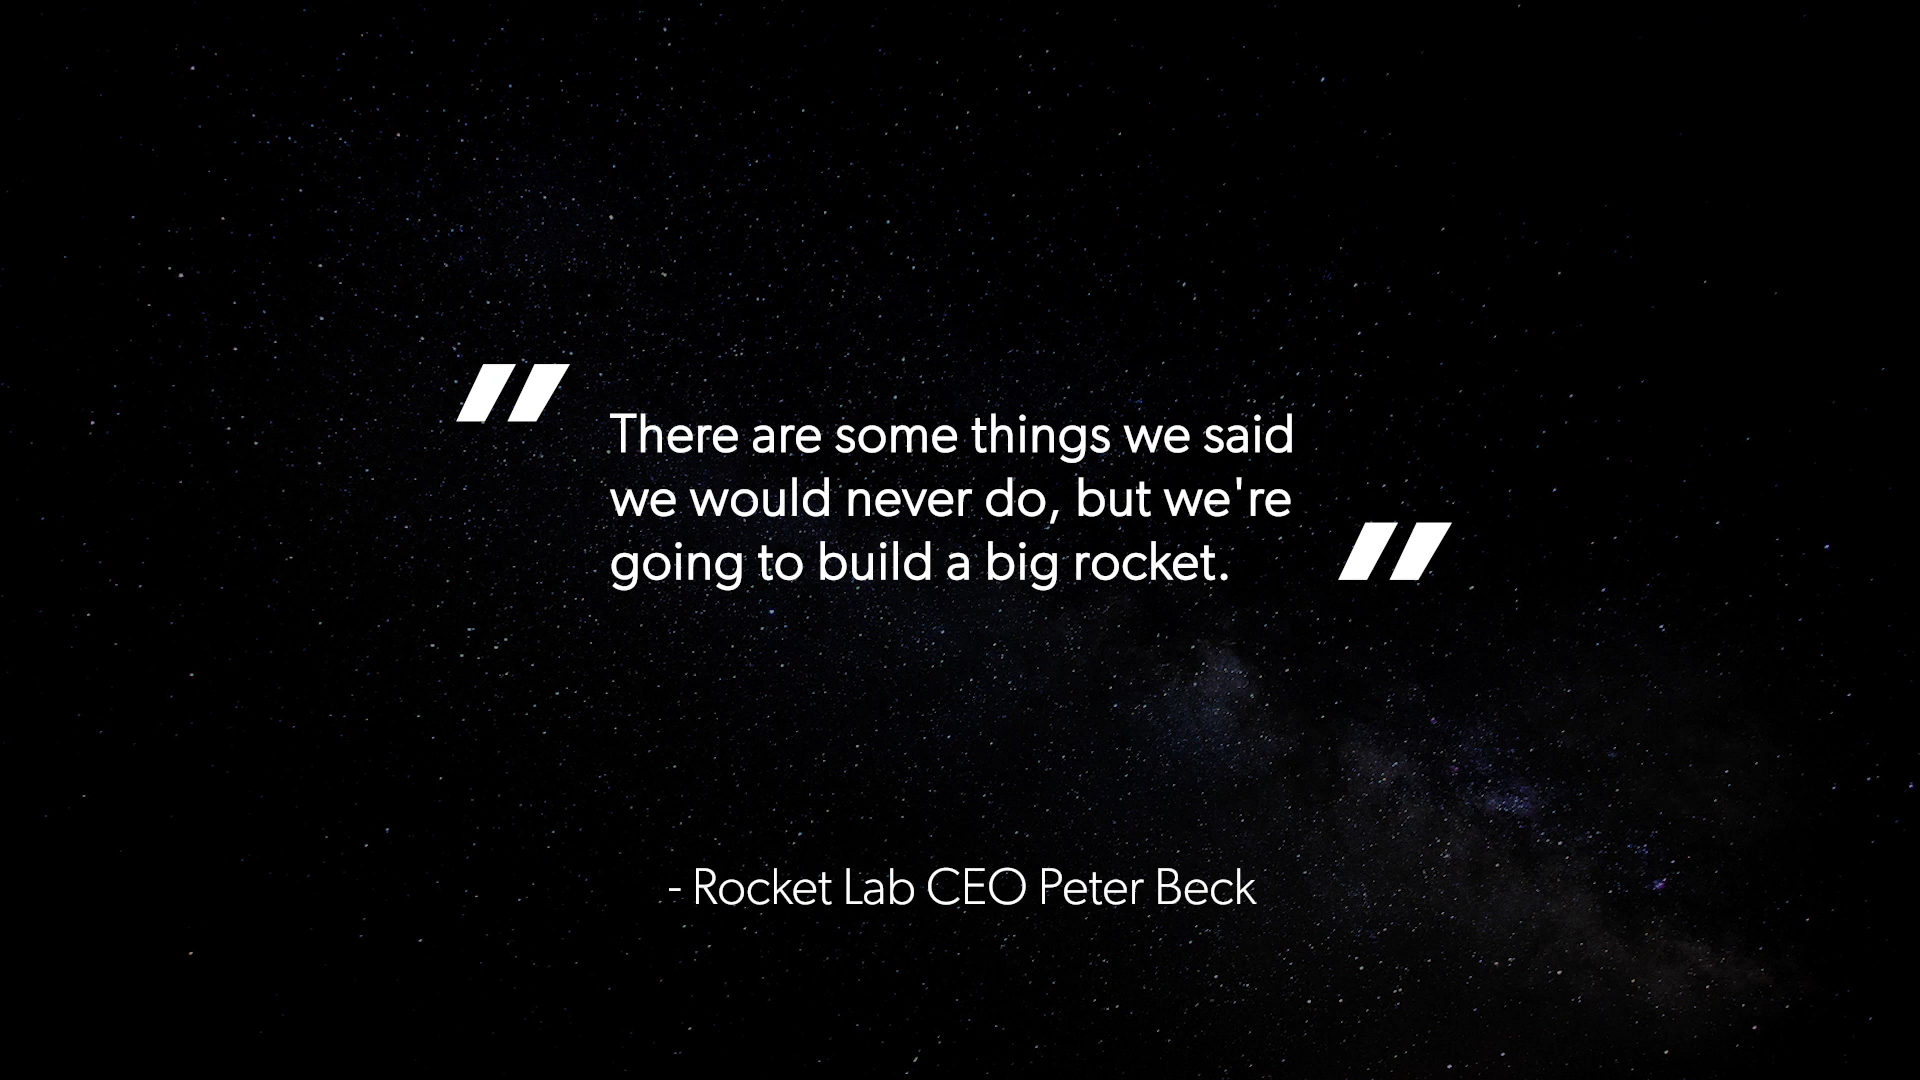 "There are some things we said
we would never do, but we're
going to build a big rocket."
- Rocket Lab CEO Peter Beck